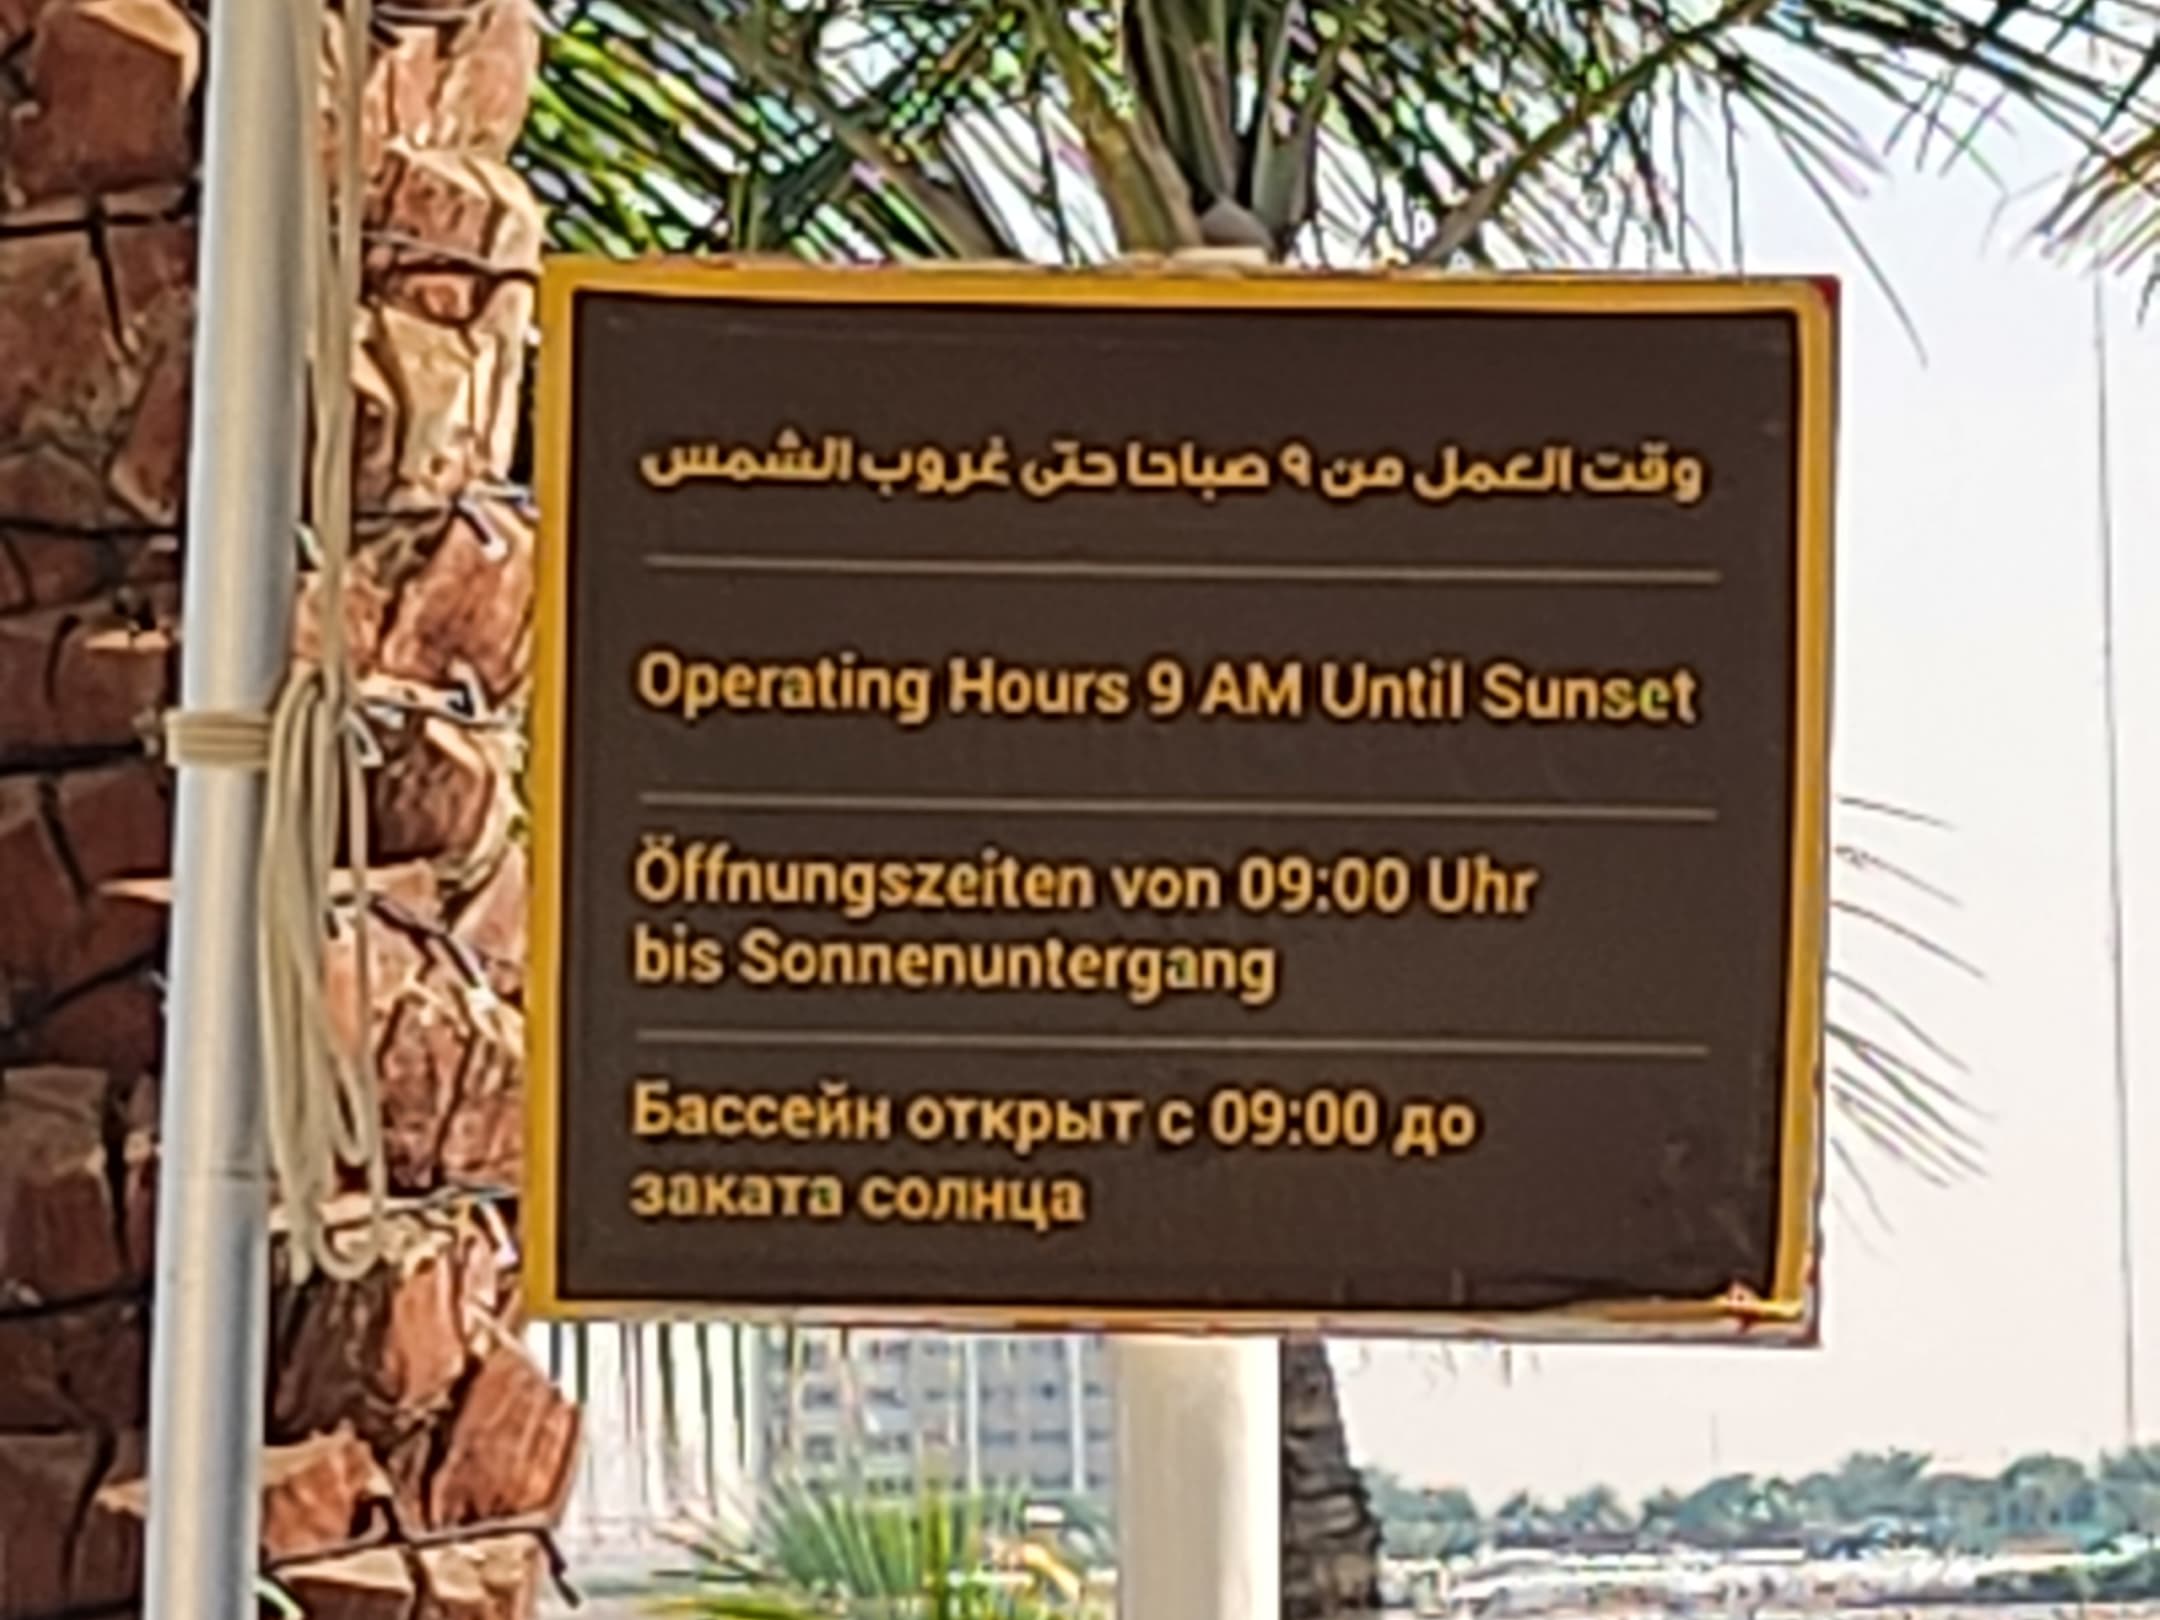 وقت العمل من ٩ صباحا حتى غروب الشمس
Operating Hours 9 AM Until Sunset
Öffnungszeiten von 09:00 Uhr
bis Sonnenuntergang
Бассейн открыт с 09:00 до
заката солнца